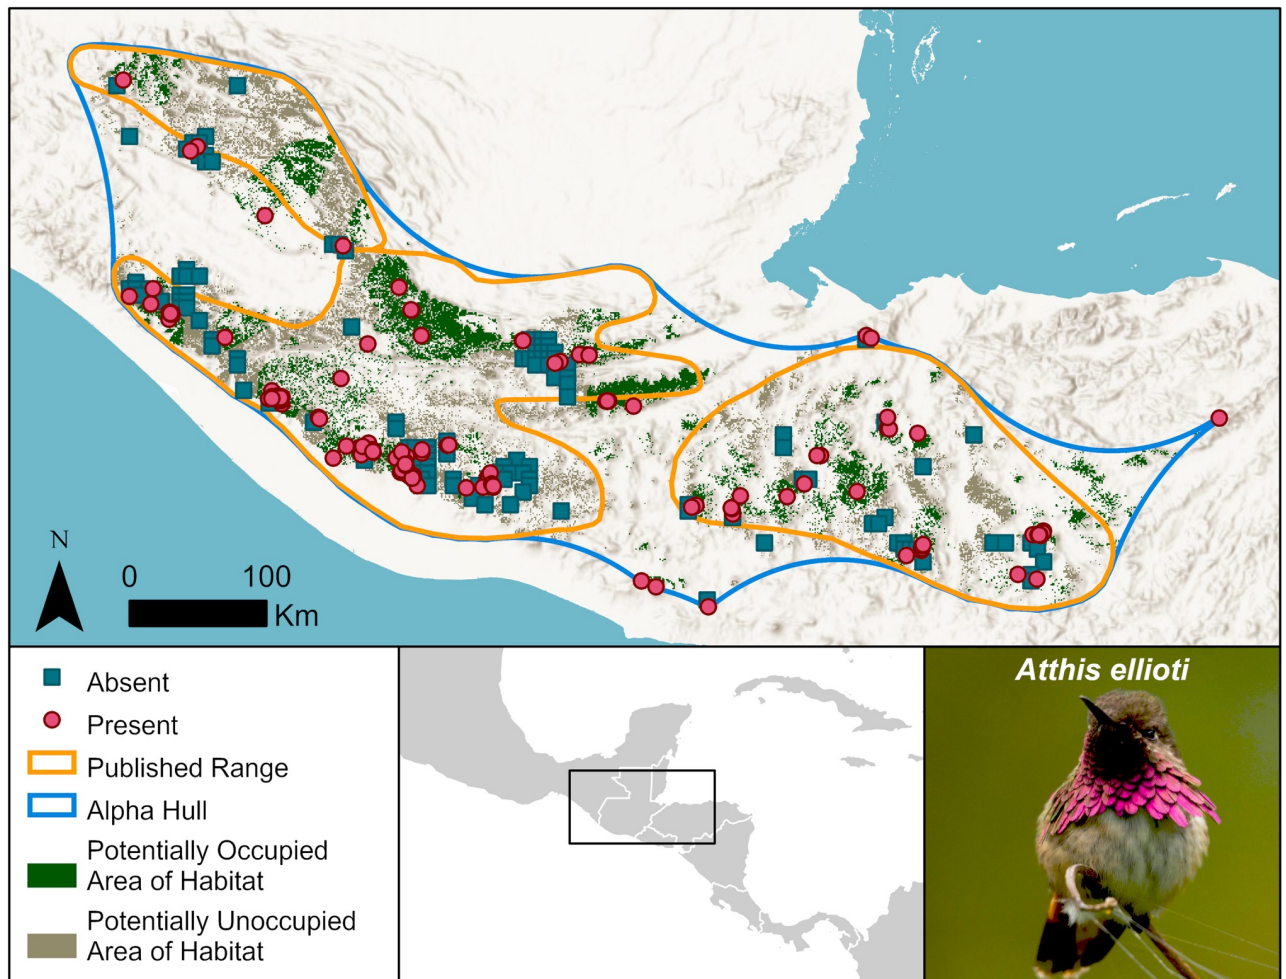 N
0 100
Km
Absent
Present
Published Range
Alpha Hull
Potentially Occupied
Area of Habitat
Potentially Unoccupied
Area of Habitat
Atthis ellioti